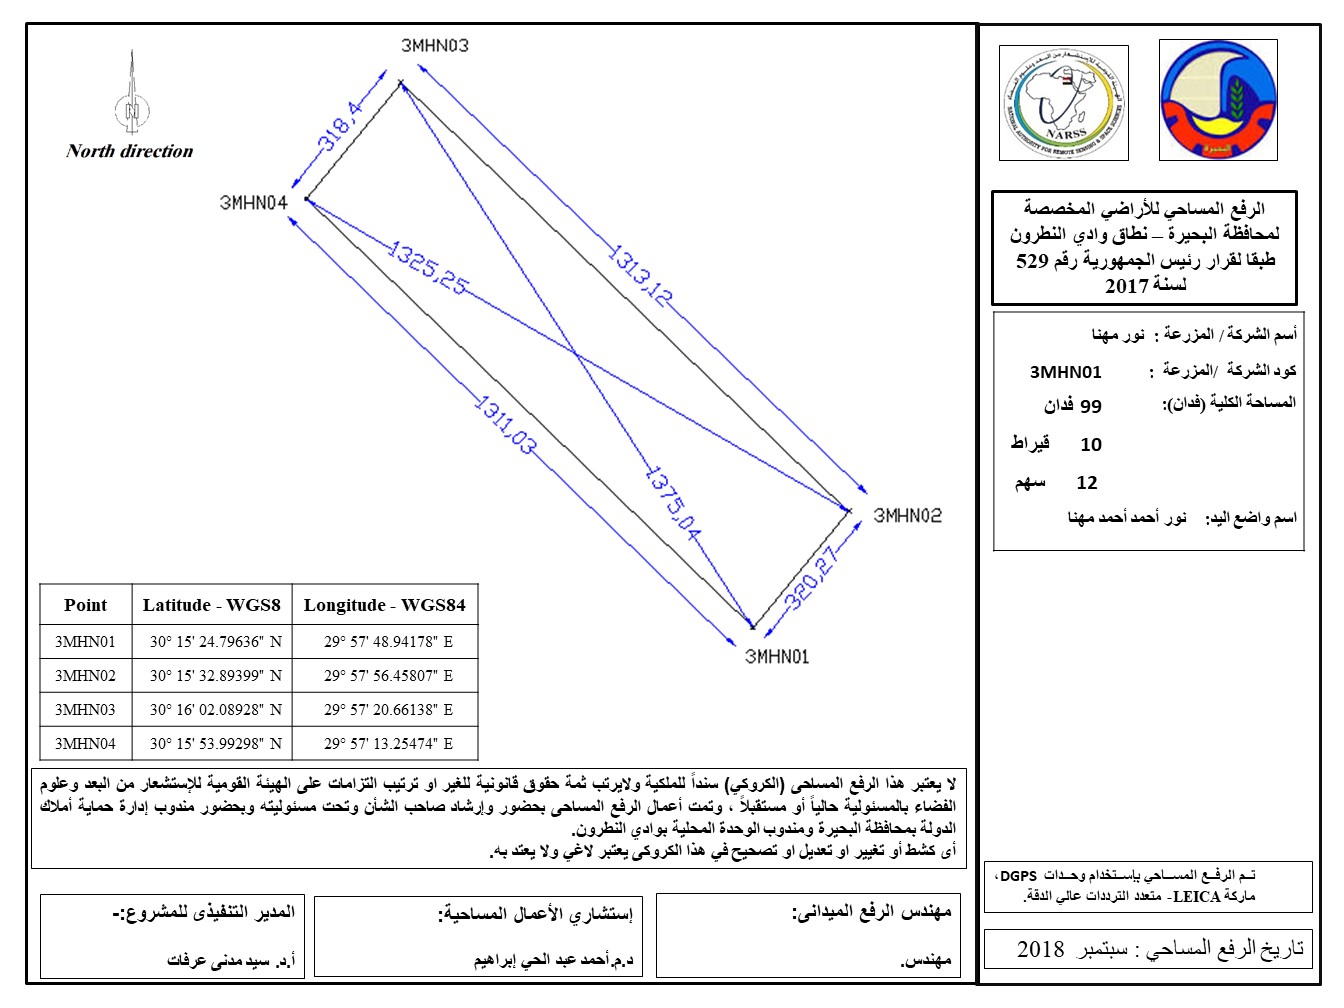 North direction
3MHN03
318,4
3MHN04
1325,25
1313,12
1311,03
1375,04
3MHN02
320,27
3MHN01
Point Latitude - WGS8 Longitude - WGS84
3MHN01 30° 15' 24.79636" N 29° 57' 48.94178" E
3MHN02 30° 15' 32.89399" N 29° 57' 56.45807" E
3MHN03 30° 16' 02.08928" N 29° 57' 20.66138" E
3MHN04 30° 15' 53.99298" N 29° 57' 13.25474" E
لا يعتبر هذا الرفع المساحى (الكروكي) سنداً للملكية ولايرتب ثمة حقوق قانونية للغير او ترتيب التزامات على الهيئة القومية للإستشعار من البعد وعلوم
الفضاء بالمسئولية حالياً أو مستقبلاً ، وتمت أعمال الرفع المساحى بحضور وإرشاد صاحب الشأن وتحت مسئوليته وبحضور مندوب إدارة حماية أملاك
الدولة بمحافظة البحيرة ومندوب الوحدة المحلية بوادي النطرون.
أى كشط أو تغيير او تعديل او تصحيح في هذا الكروكى يعتبر لاغي ولا يعتد به.
مهندس الرفع الميدانى:
مهندس.
إستشاري الأعمال المساحية:
د.م.أحمد عبد الحي إبراهيم
المدير التنفيذى للمشروع:-
أ.د. سيد مدنى عرفات
NARSS
NATIONAL AUTHORITY FOR REMOTE SENSING & SPACE SCIENCES
البحيرة
الرفع المساحي للأراضي المخصصة
لمحافظة البحيرة – نطاق وادي النطرون
طبقا لقرار رئيس الجمهورية رقم 529
لسنة 2017
أسم الشركة / المزرعة : نور مهنا
كود الشركة /المزرعة : 3MHN01
المساحة الكلية (فدان): 99 فدان
10 قيراط
12 سهم
اسم واضع اليد: نور أحمد أحمد مهنا
تم الرفع المساحي بإستخدام وحدات DGPS،
ماركة LEICA- متعدد الترددات عالي الدقة.
تاريخ الرفع المساحي : سبتمبر 2018